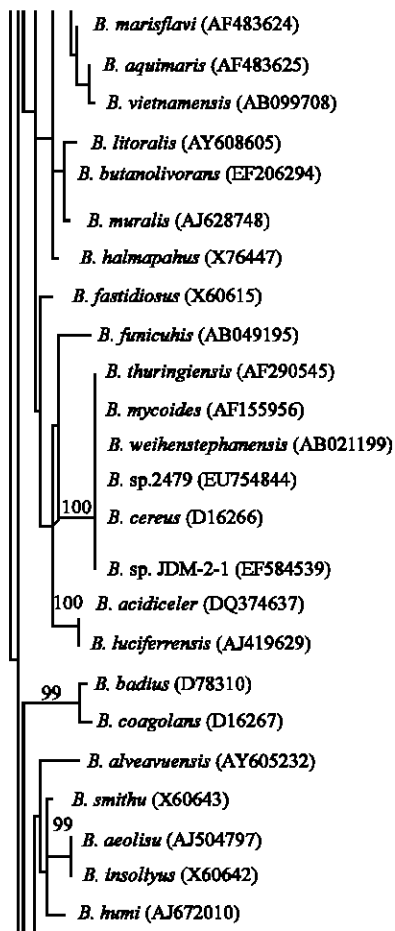 B. marisflavi (AF483624)
B. aquimaris (AF483625)
B. vietnamensis (AB099708)
B. litoralis (AY608605)
B. butanolivorans (EF206294)
B. muralis (AJ628748)
B. halmapahus (X76447)
B. fastidiosus (X60615)
B. funicuhis (AB049195)
B. thuringiensis (AF290545)
B. mycoides (AF155956)
B. weihenstephanensis (AB021199)
B. sp.2479 (EU754844)
100
B. cereus (D16266)
B. sp. JDM-2-1 (EF584539)
100
B. acidiceler (DQ374637)
B. luciferrensis (AJ419629)
99
B. badius (D78310)
B. coagolans (D16267)
B. alveavuensis (AY605232)
B. smithu (X60643)
99
B. aeolisu (AJ504797)
B. insoltyus (X60642)
B. humi (AJ672010)